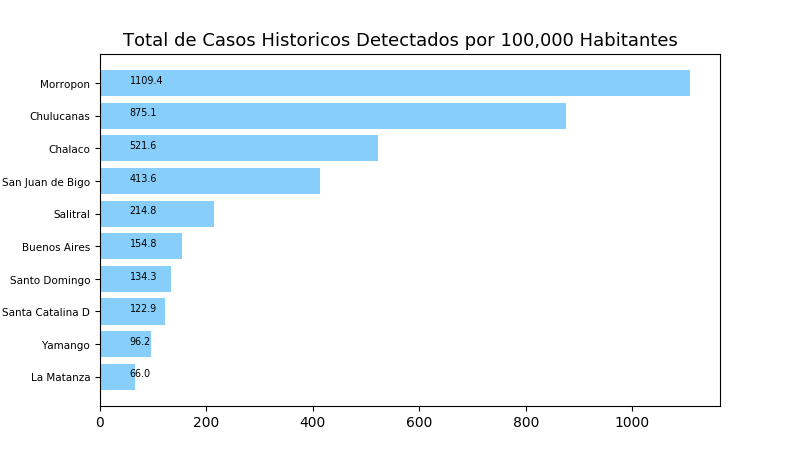 Total de Casos Historicos Detectados por 100,000 Habitantes
Morropon 1109.4
Chulucanas 875.1
Chalaco 521.6
San Juan de Bigo 413.6
Salitral 214.8
Buenos Aires 154.8
Santo Domingo 134.3
Santa Catalina D 122.9
Yamango 96.2
La Matanza 66.0
0 200 400 600 800 1000